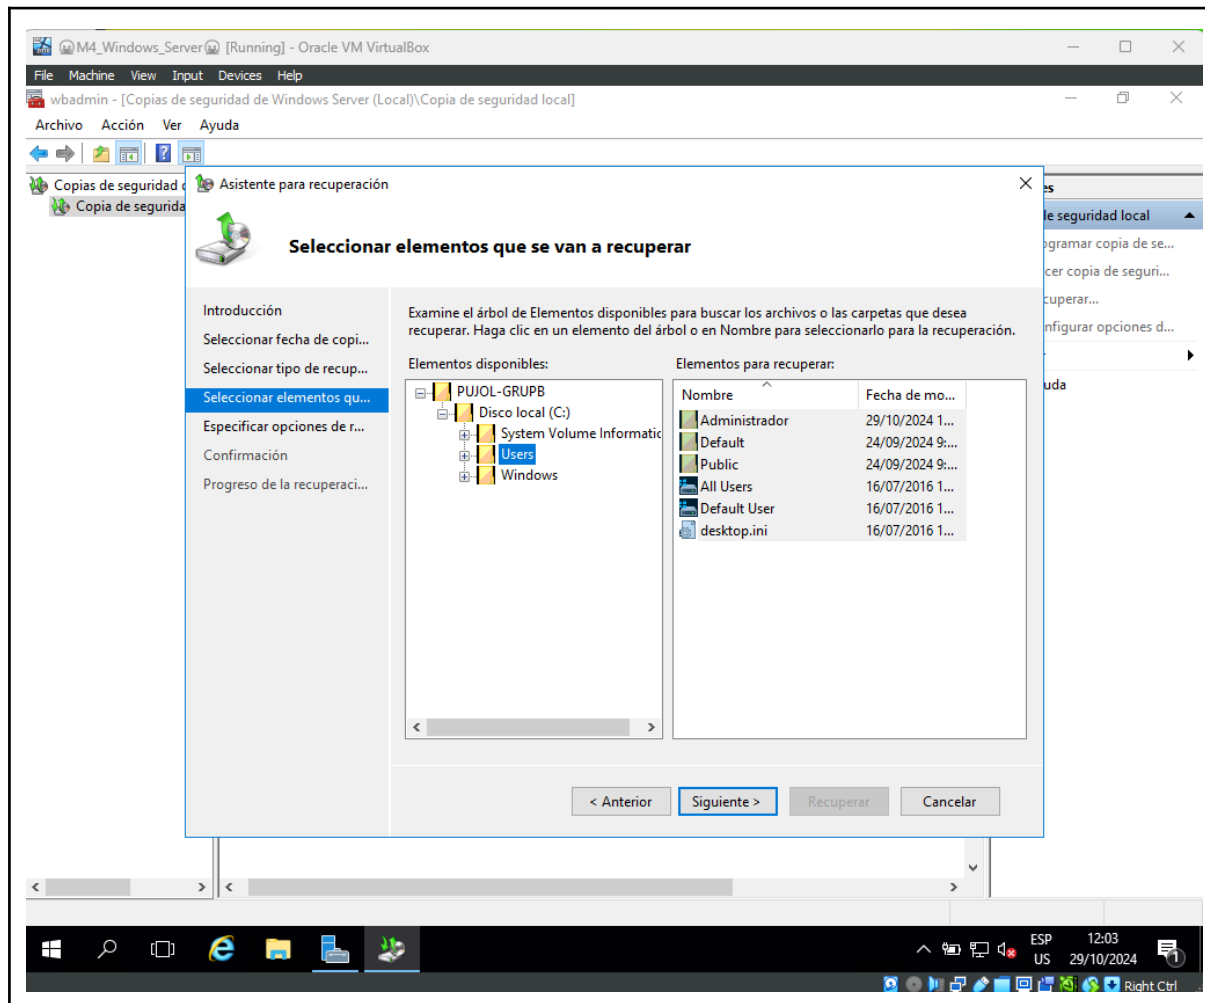 M4_Windows_Server [Running] - Oracle VM VirtualBox
File Machine View Input Devices Help
wbadmin - [Copias de seguridad de Windows Server (Local)\Copia de seguridad local]
Archivo Acción Ver Ayuda
Copias de seguridad
Copia de segurida
Asistente para recuperación
Seleccionar elementos que se van a recuperar
Introducción
Seleccionar fecha de copi...
Seleccionar tipo de recup...
Seleccionar elementos qu...
Especificar opciones de r...
Confirmación
Progreso de la recuperaci...
Examine el árbol de Elementos disponibles para buscar los archivos o las carpetas que desea
recuperar. Haga clic en un elemento del árbol o en Nombre para seleccionarlo para la recuperación.
Elementos disponibles:
PUJOL-GRUPB
Disco local (C:)
System Volume Informatic
Users
Windows
Elementos para recuperar:
Nombre Fecha de mo...
Administrador 29/10/2024 1...
Default 24/09/2024 9:...
Public 24/09/2024 9:...
All Users 16/07/2016 1...
Default User 16/07/2016 1...
desktop.ini 16/07/2016 1...
< Anterior
Siguiente >
Recuperar
Cancelar
es
le seguridad local
ogramar copia de se...
cer copia de seguri...
cuperar...
nfigurar opciones d...
uda
ESP
US
12:03
29/10/2024
1
Right Ctrl